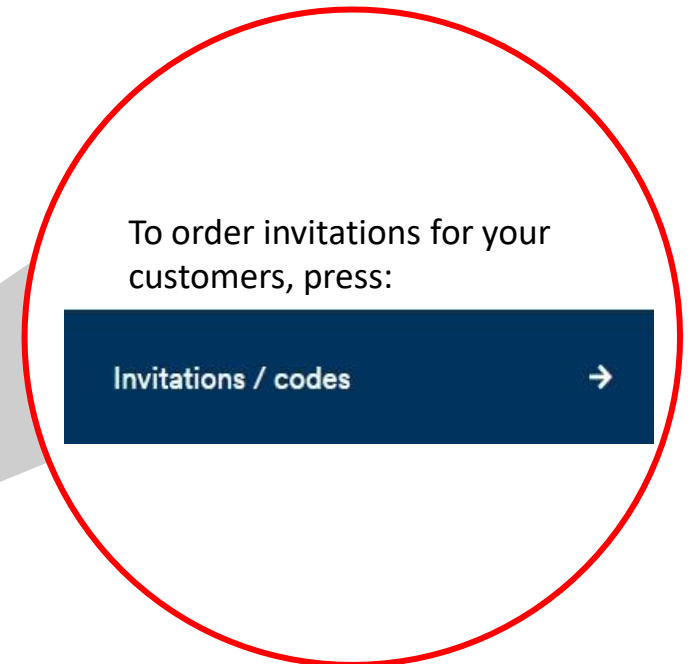 To order invitations for your
customers, press:
Invitations / codes →